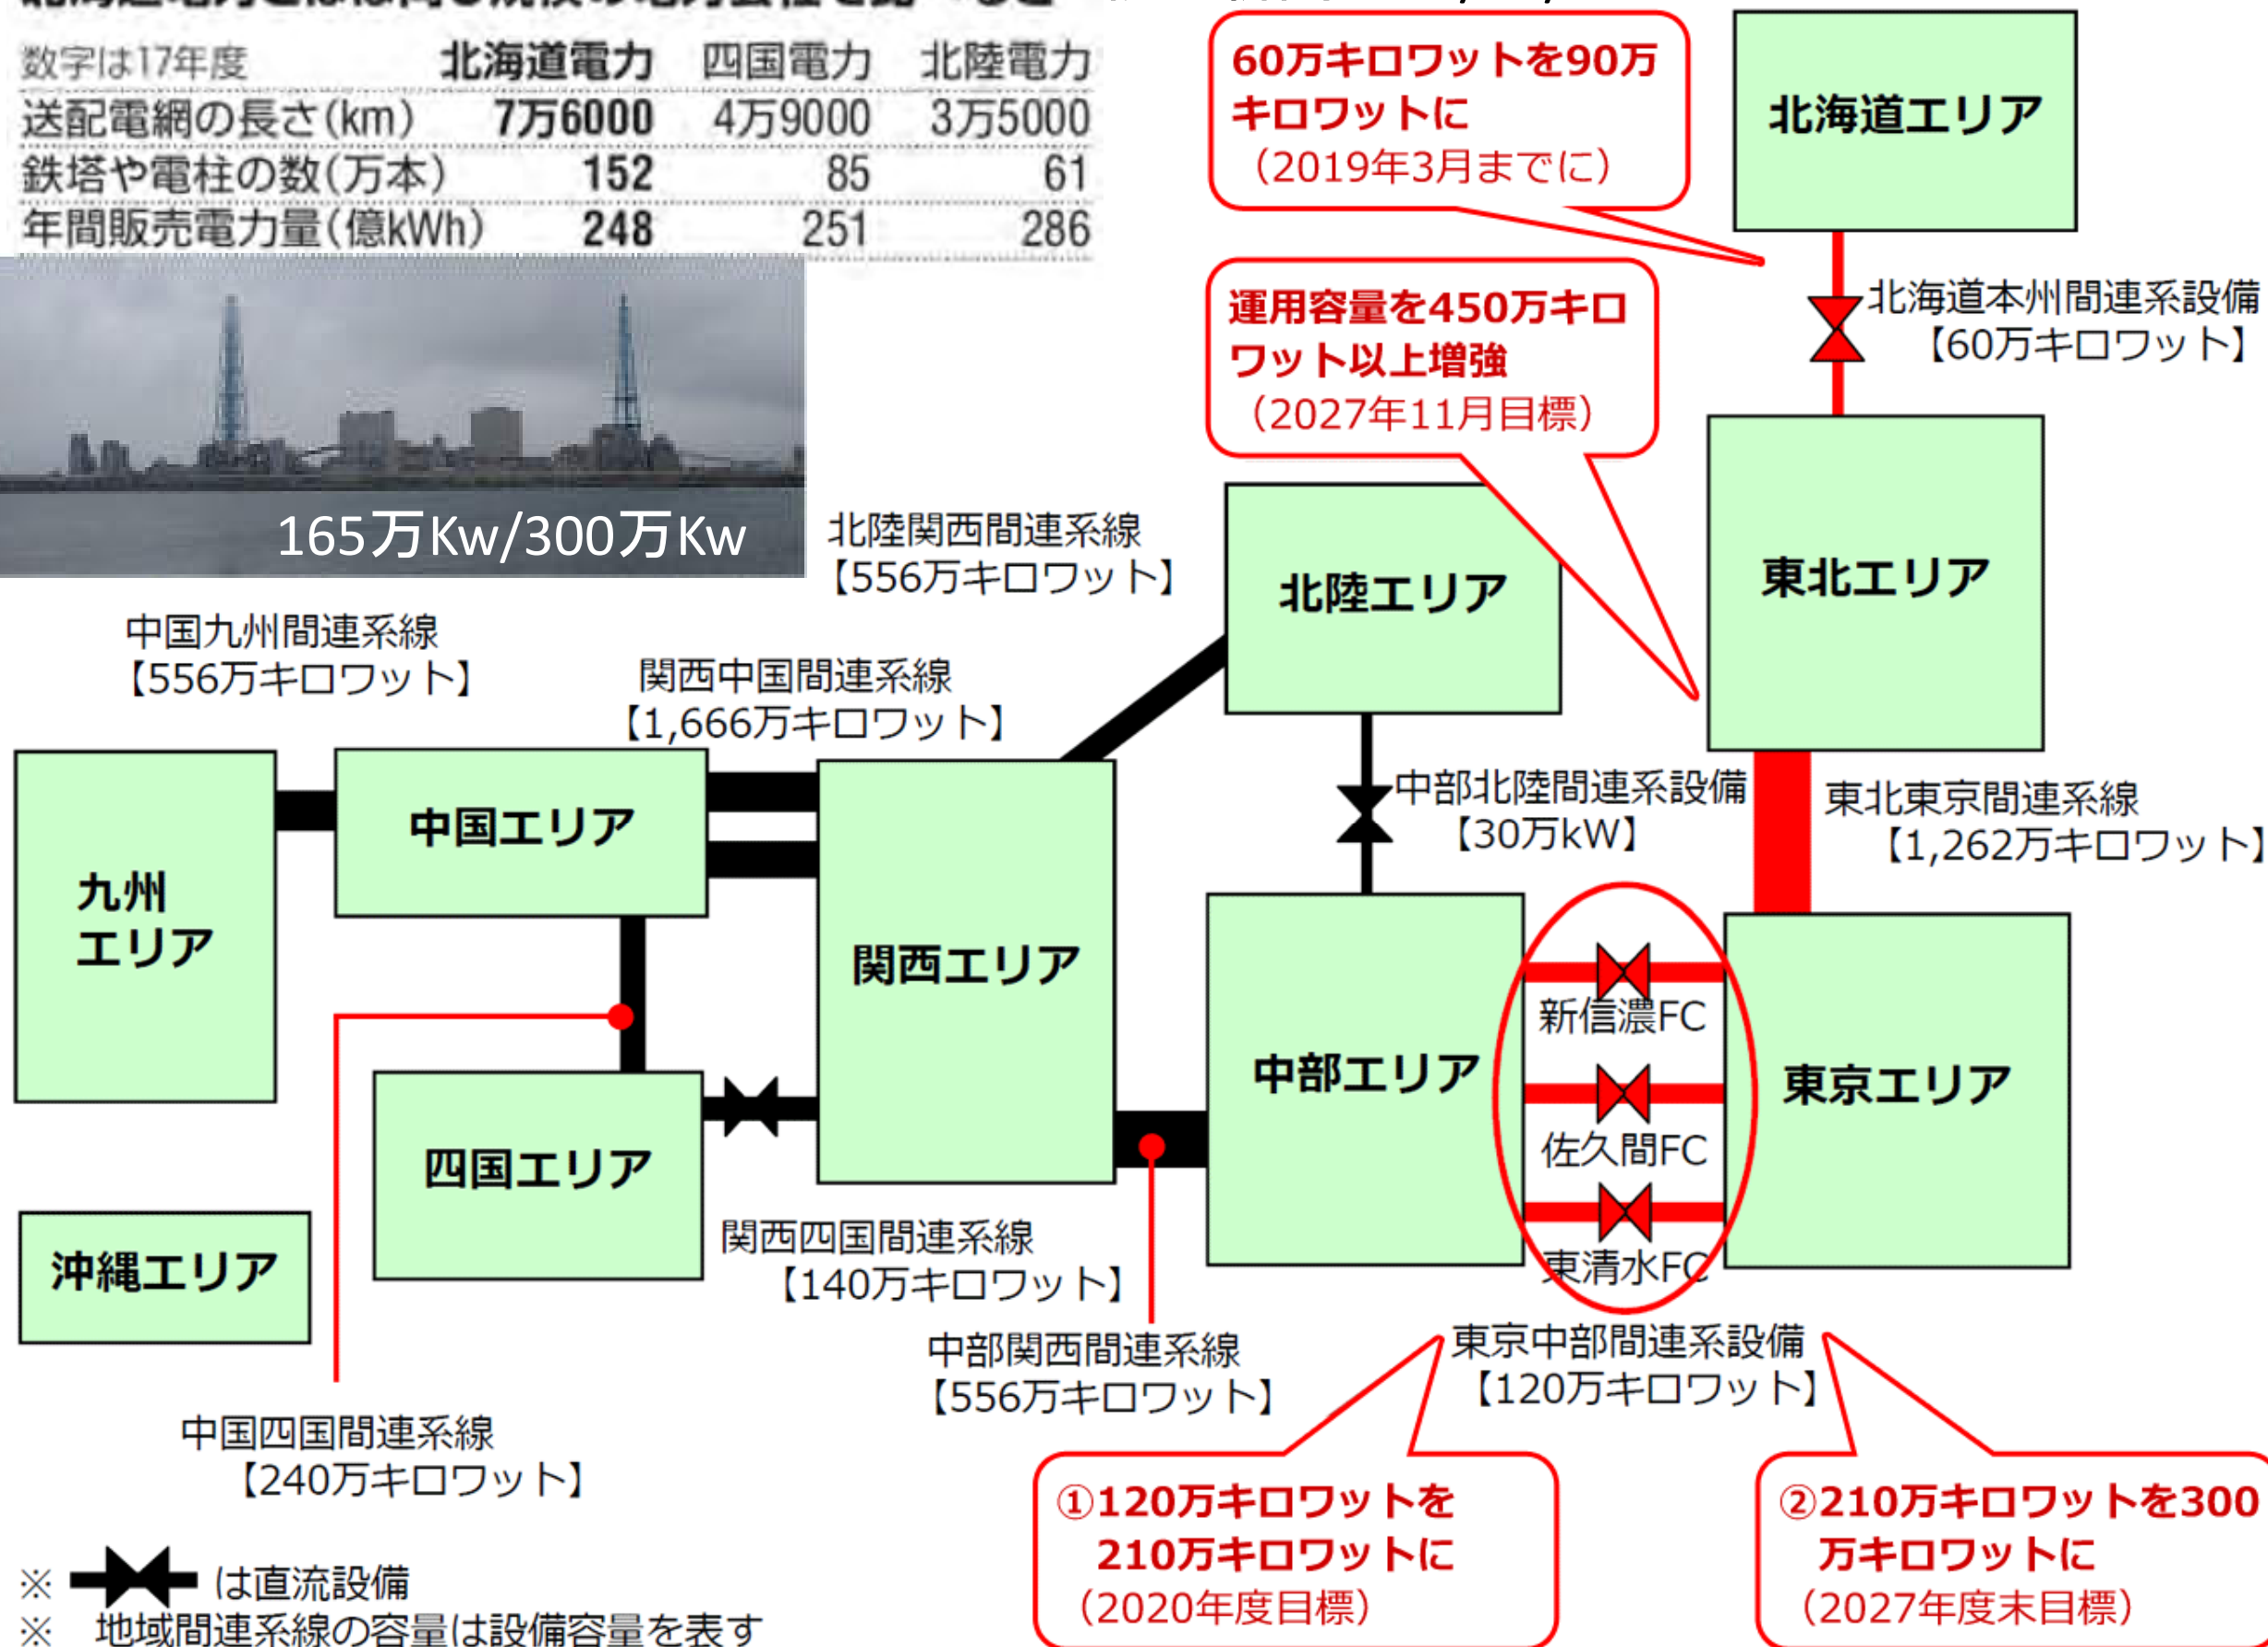 数字は17年度 北海道電力 四国電力 北陸電力
送配電網の長さ(km) 7万6000 4万9000 3万5000
鉄塔や電柱の数(万本) 152 85 61
年間販売電力量(億kWh) 248 251 286
165万Kw/300万Kw
60万キロワットを90万
キロワットに
(2019年3月までに)
北海道エリア
北海道本州間連系設備
【60万キロワット】
運用容量を450万キロ
ワット以上増強
(2027年11月目標)
北陸関西間連系線
【556万キロワット】
北陸エリア
東北エリア
中国九州間連系線
【556万キロワット】
関西中国間連系線
【1,666万キロワット】
中部北陸間連系設備
【30万kW】
東北東京間連系線
【1,262万キロワット】
九州
エリア
中国エリア
関西エリア
新信濃FC
中部エリア
東京エリア
佐久間FC
四国エリア
東清水FC
沖縄エリア
関西四国間連系線
【140万キロワット】
中部関西間連系線
【556万キロワット】
東京中部間連系設備
【120万キロワット】
中国四国間連系線
【240万キロワット】
①120万キロワットを
210万キロワットに
(2020年度目標)
②210万キロワットを300
万キロワットに
(2027年度末目標)
※ は直流設備
※ 地域間連系線の容量は設備容量を表す